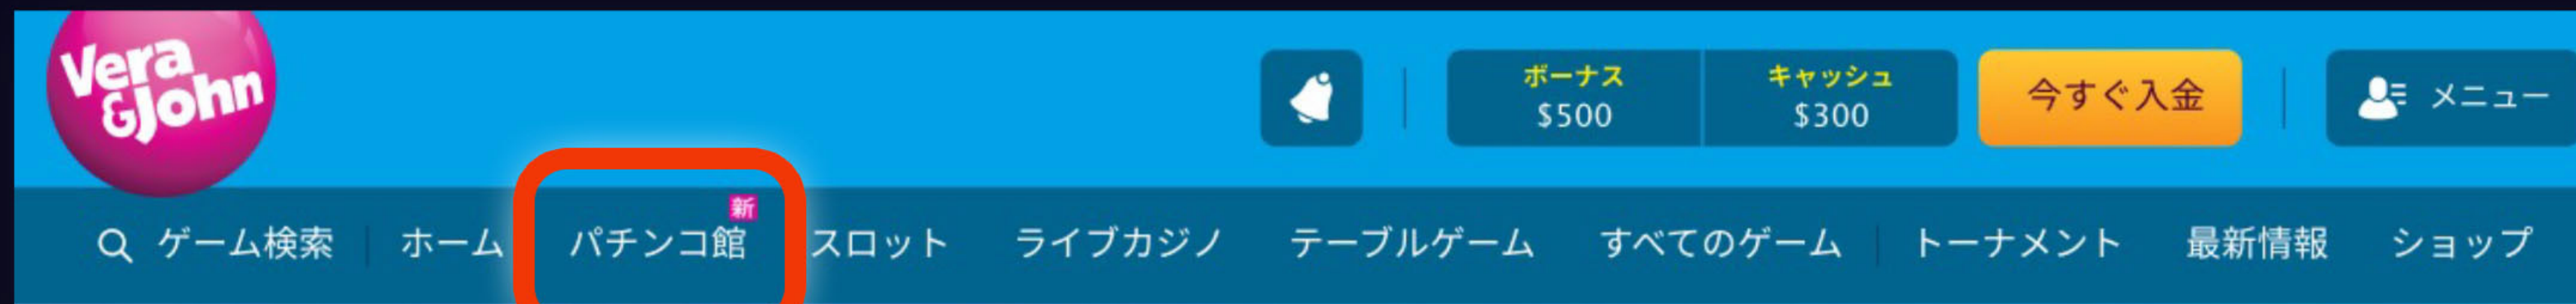 Vera
&John
ボーナス
$500
キャッシュ
$300
今すぐ入金
メニュー
新
ゲーム検索 ホーム パチンコ館 スロット ライブカジノ テーブルゲーム すべてのゲーム トーナメント 最新情報 ショップ